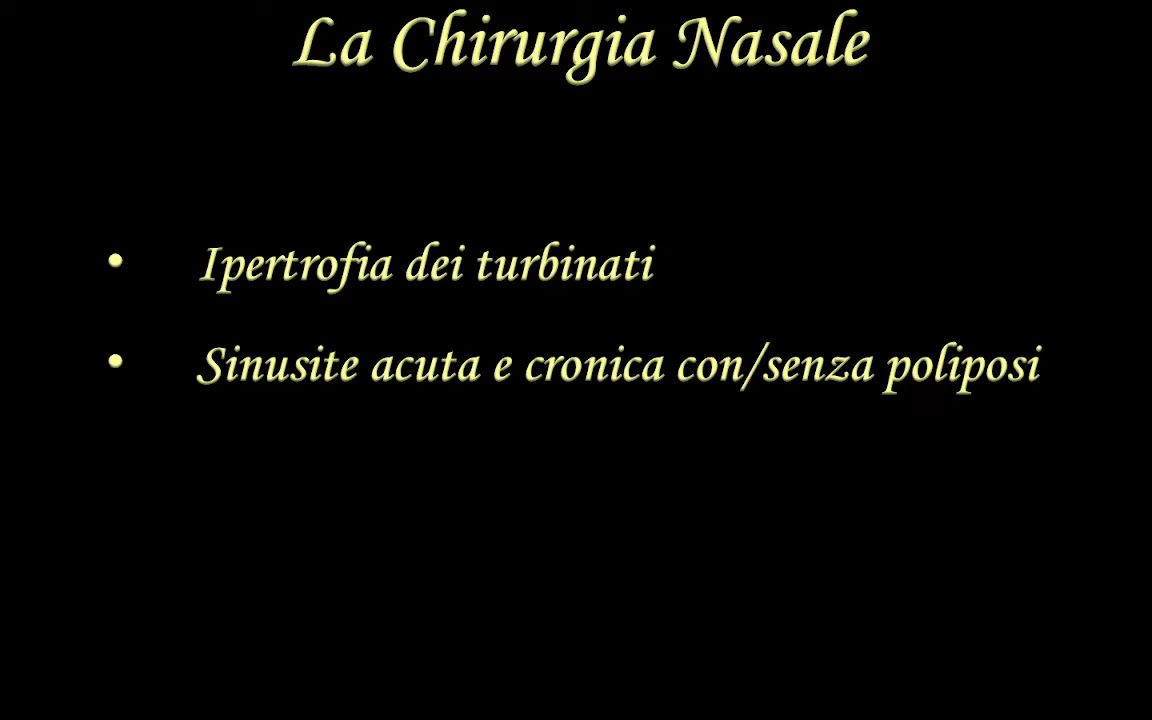 La Chirurgia Nasale
• Ipertrofia dei turbinati
• Sinusite acuta e cronica con/senza poliposi